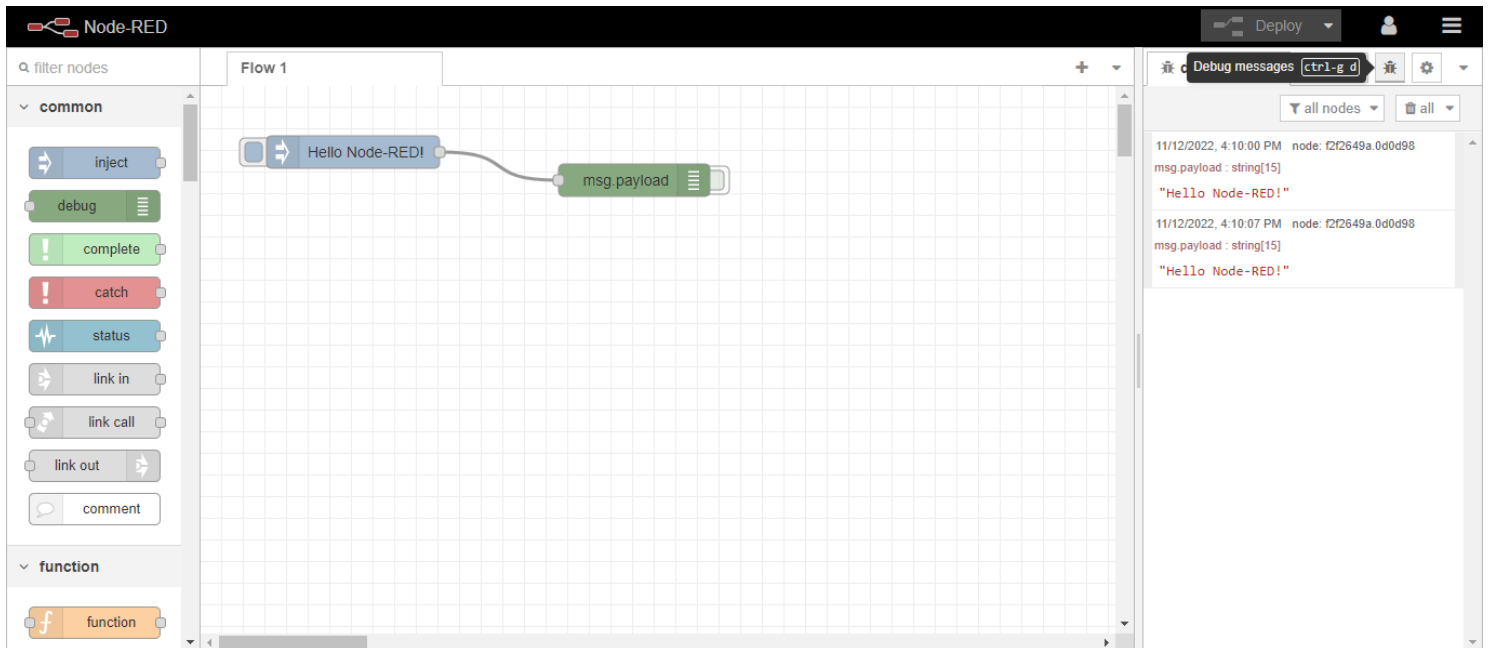 Node-RED
Deploy
filter nodes
Flow 1
Debug messages ctrl-g d
common
all nodes
all
inject
debug
complete
catch
status
link in
link call
link out
comment
function
function
Hello Node-RED!
msg.payload
11/12/2022, 4:10:00 PM node: f2f2649a.0d0d98
msg.payload : string[15]
"Hello Node-RED!"
11/12/2022, 4:10:07 PM node: f2f2649a.0d0d98
msg.payload : string[15]
"Hello Node-RED!"